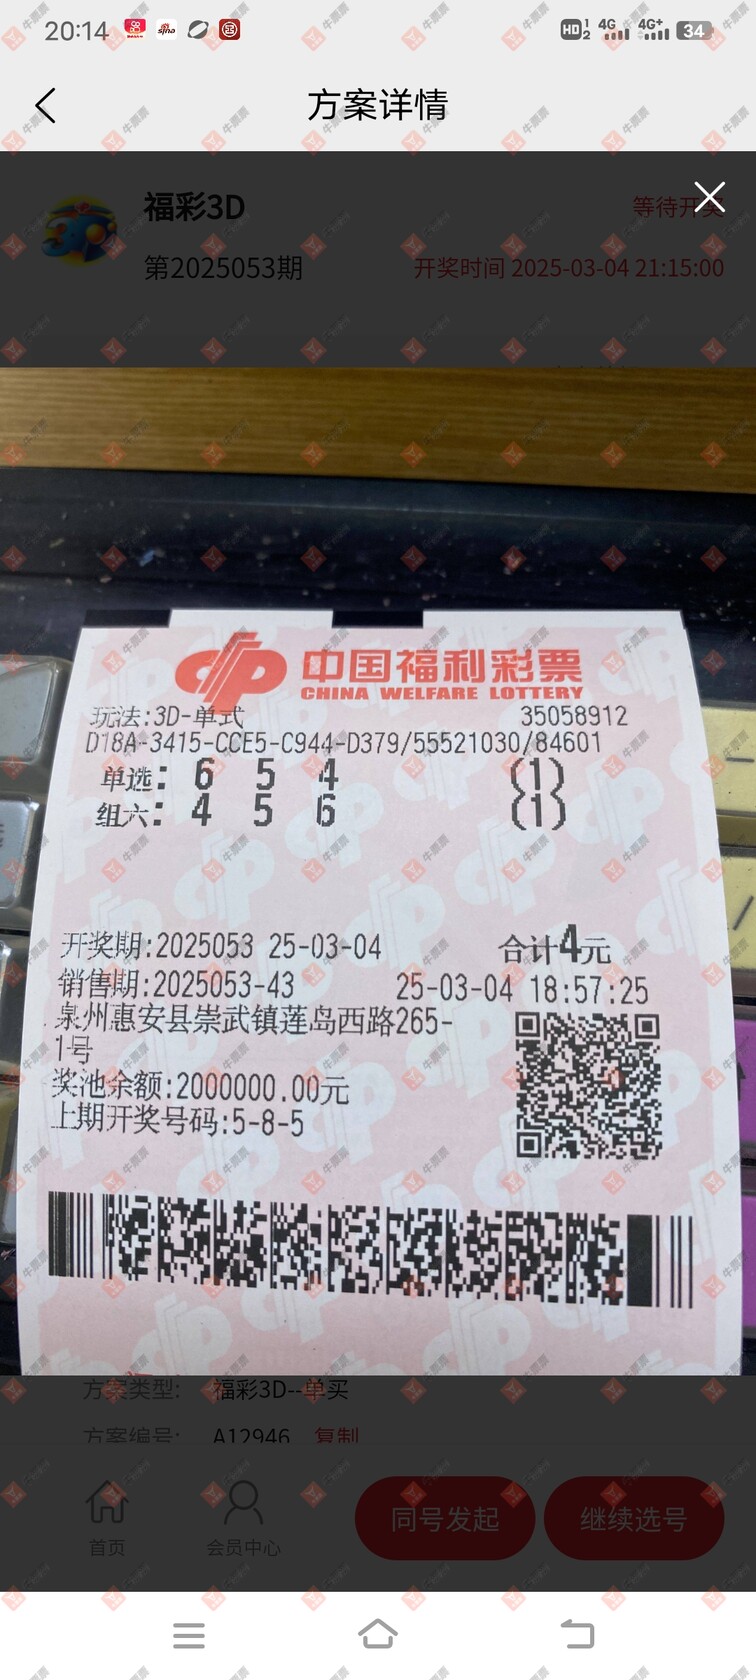 20:14
HD 1 2 4G 4G+ 34
方案详情
福彩3D
等待开奖
第2025053期
开奖时间 2025-03-04 21:15:00
中国福利彩票
CHINA WELFARE LOTTERY
玩法:3D-单式 35058912
D18A-3415-CCE5-C944-D379/55521030/84601
单选: 6 5 4 (1)
组六: 4 5 6 (1)
开奖期:2025053 25-03-04 合计4元
销售期:2025053-43 25-03-04 18:57:25
泉州惠安县崇武镇莲岛西路265-
1号
奖池余额:2000000.00元
上期开奖号码:5-8-5
方案类型: 福彩3D--单买
方案编号: A12946 复制
首页
会员中心
同号发起
继续选号
牛票票